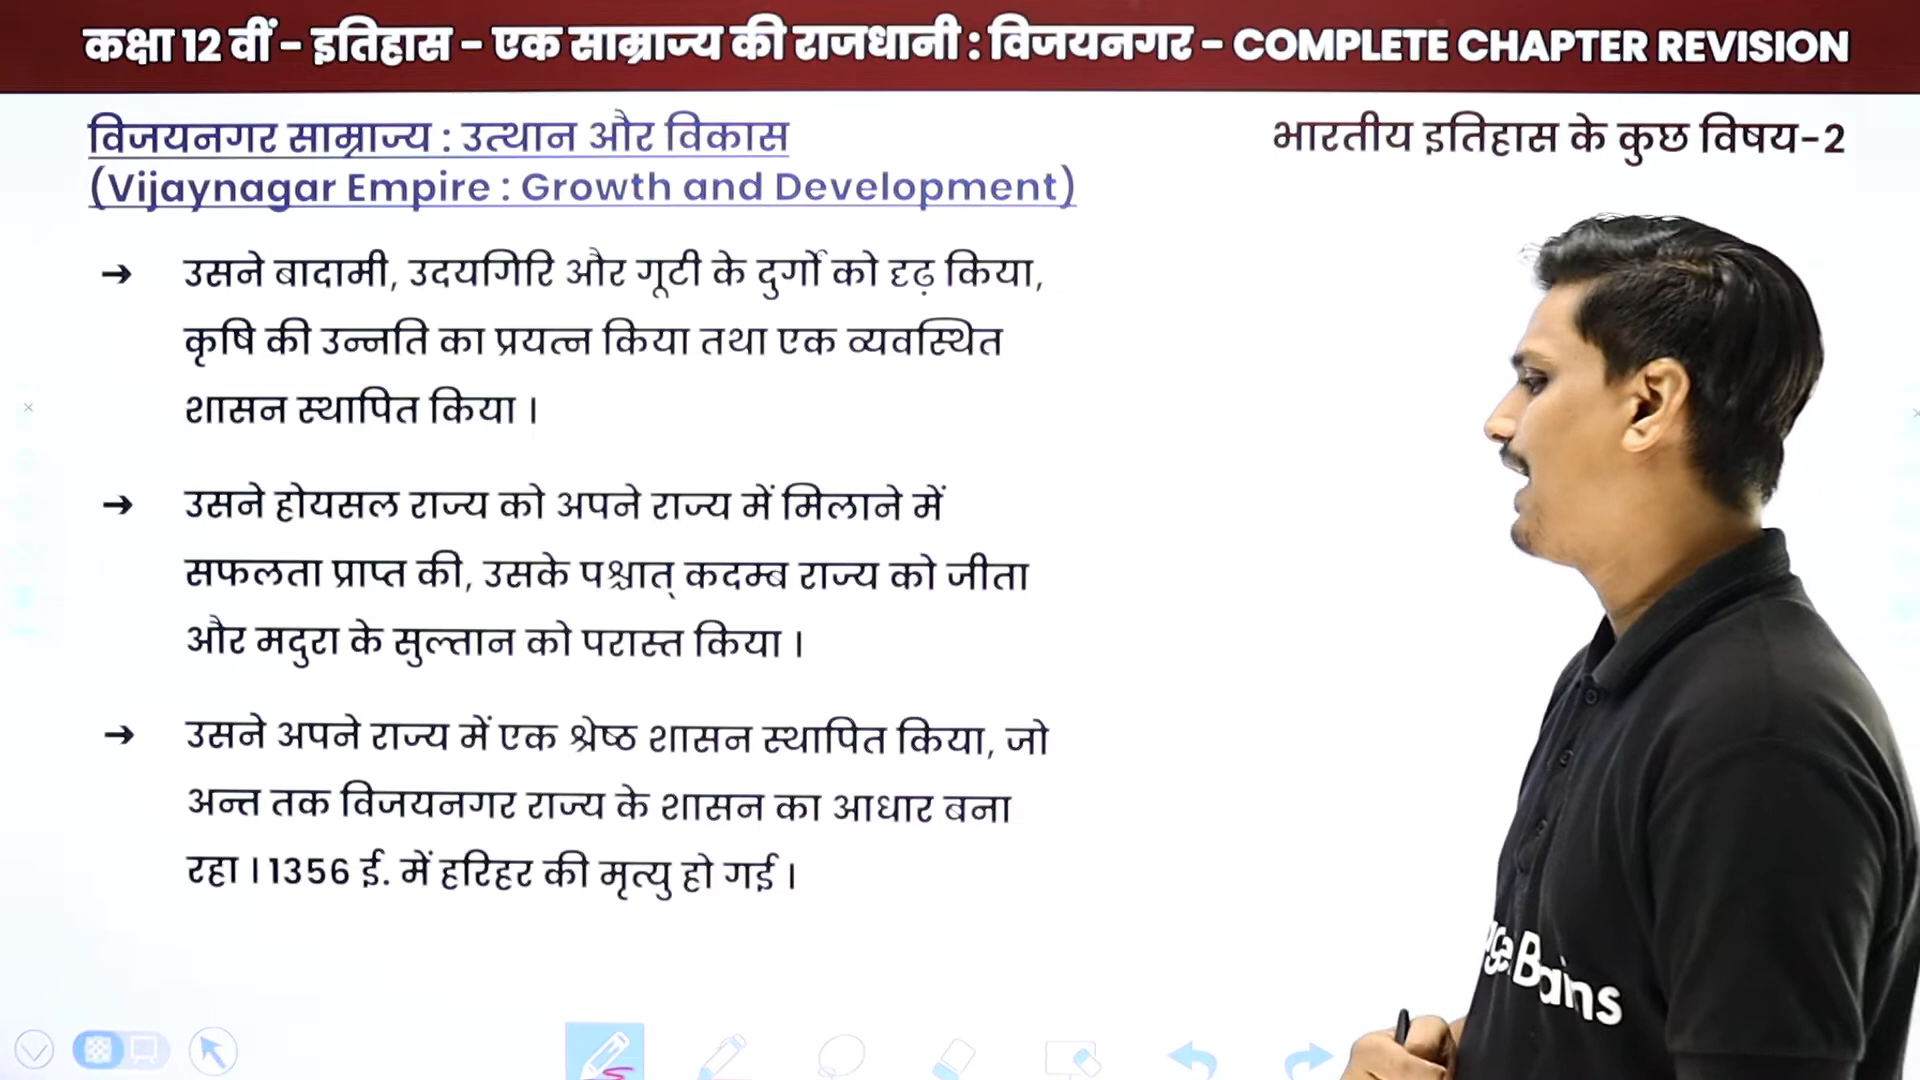 कक्षा 12 वीं - इतिहास - एक साम्राज्य की राजधानी : विजयनगर - COMPLETE CHAPTER REVISION
विजयनगर साम्राज्य : उत्थान और विकास
(Vijaynagar Empire : Growth and Development)
भारतीय इतिहास के कुछ विषय-2
→ उसने बादामी, उदयगिरि और गूटी के दुर्गों को दृढ़ किया,
कृषि की उन्नति का प्रयत्न किया तथा एक व्यवस्थित
शासन स्थापित किया ।
→ उसने होयसल राज्य को अपने राज्य में मिलाने में
सफलता प्राप्त की, उसके पश्चात् कदम्ब राज्य को जीता
और मदुरा के सुल्तान को परास्त किया ।
→ उसने अपने राज्य में एक श्रेष्ठ शासन स्थापित किया, जो
अन्त तक विजयनगर राज्य के शासन का आधार बना
रहा । 1356 ई. में हरिहर की मृत्यु हो गई ।